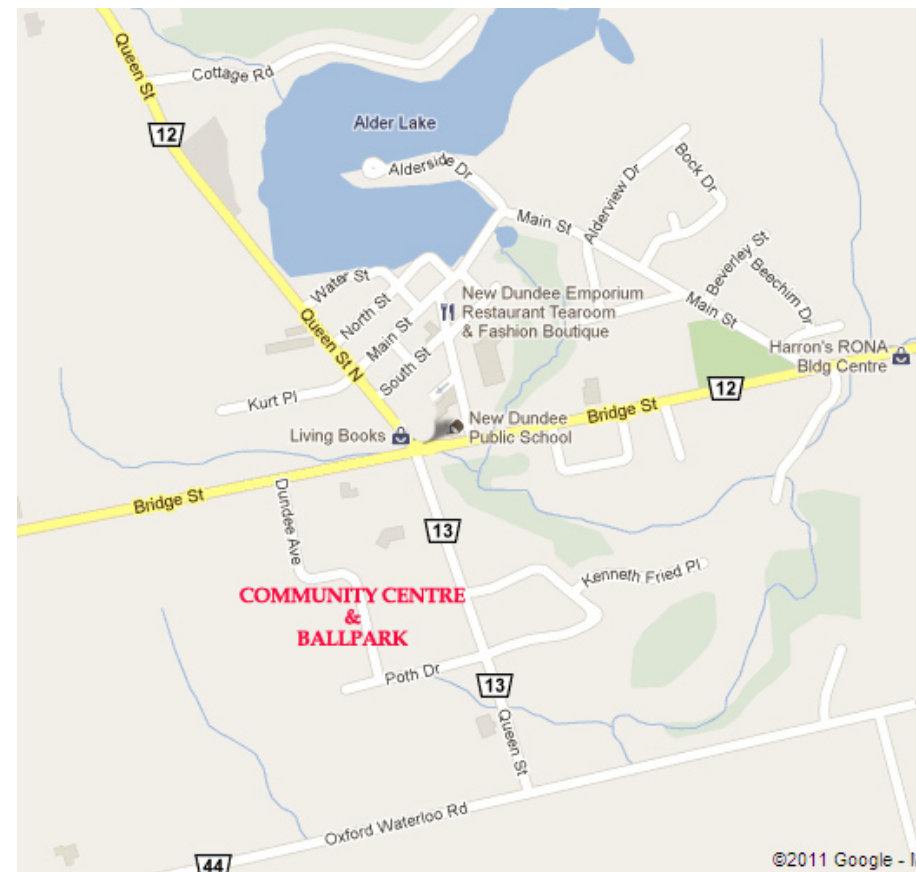 Queen St
Cottage Rd
12
Alder Lake
Alderside Dr
Bock Dr
Alderview Dr
Main St
Beverley St
Beechim Dr
Water St
North St
Main St
South St
Queen St N
New Dundee Emporium
Restaurant Tearoom
& Fashion Boutique
Main St
Harron's RONA
Bldg Centre
12
Kurt Pl
Living Books
New Dundee
Public School
Bridge St
Bridge St
Dundee Ave
13
Kenneth Fried Pl
COMMUNITY CENTRE
&
BALLPARK
Poth Dr
13
Queen St
Oxford Waterloo Rd
44
©2011 Google -